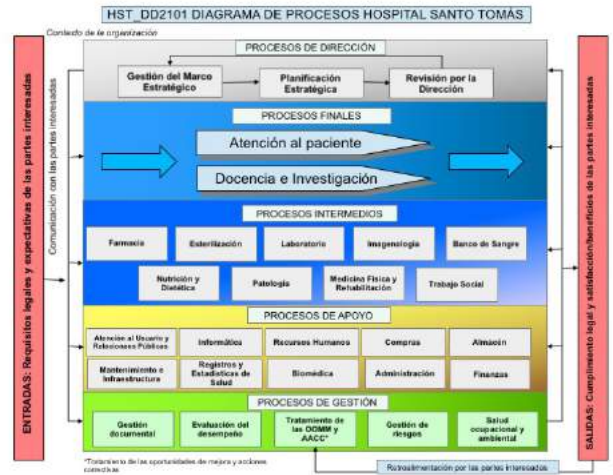 HST_DD2101 DIAGRAMA DE PROCESOS HOSPITAL SANTO TOMÁS
Contexto de la organización
ENTRADAS: Requisitos legales y expectativas de las partes interesadas
Comunicación con las partes interesadas
PROCESOS DE DIRECCIÓN
Gestión del Marco
Estratégico
Planificación
Estratégica
Revisión por la
Dirección
PROCESOS FINALES
Atención al paciente
Docencia e Investigación
PROCESOS INTERMEDIOS
Farmacia
Esterilización
Laboratorio
Imagenología
Banco de Sangre
Nutrición y
Dietética
Patología
Medicina Física y
Rehabilitación
Trabajo Social
PROCESOS DE APOYO
Atención al Usuario y
Relaciones Públicas
Informática
Recursos Humanos
Compras
Almacén
Mantenimiento e
Infraestructura
Registros y
Estadísticas de
Salud
Biomédica
Administración
Finanzas
PROCESOS DE GESTIÓN
Gestión
documental
Evaluación del
desempeño
Tratamiento de
las OOMM y
AACC*
Gestión de
riesgos
Salud
ocupacional y
ambiental
*Tratamiento de las oportunidades de mejora y acciones
correctivas
Retroalimentación por las partes interesadas
SALIDAS: Cumplimiento legal y satisfacción/beneficios de las partes interesadas